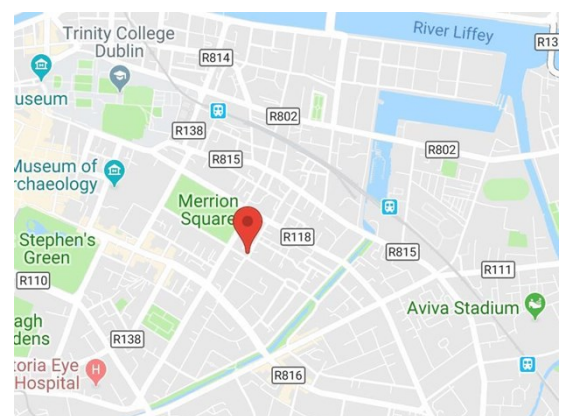 River Liffey
Trinity College
Dublin
R13
R814
useum
R802
R138
R802
R815
Museum of
rchaeology
Merrion
Square
R118
Stephen's
Green
R815
R111
R110
Aviva Stadium
agh
dens
R138
toria Eye
Hospital
H
R816